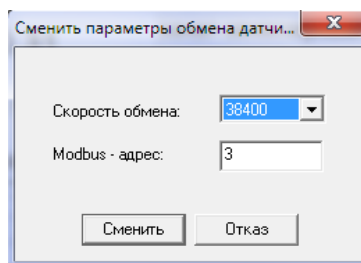 Сменить параметры обмена датчи...
Скорость обмена: 38400
Modbus - адрес: 3
Сменить Отказ